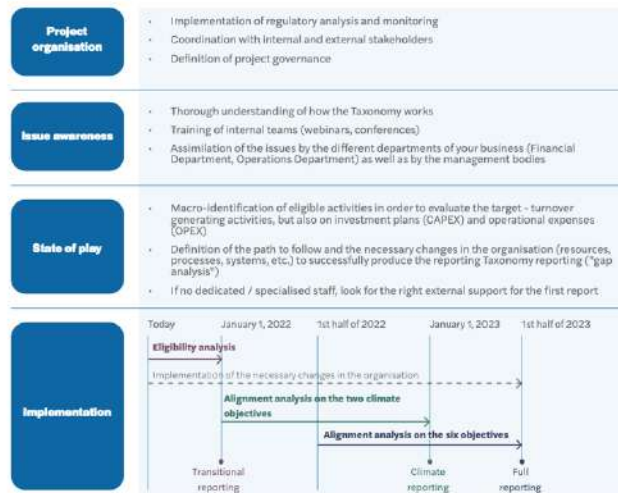 Project
organisation
• Implementation of regulatory analysis and monitoring
• Coordination with internal and external stakeholders
• Definition of project governance
Issue awareness
• Thorough understanding of how the Taxonomy works
• Training of internal teams (webinars, conferences)
• Assimilation of the issues by the different departments of your business (Financial
Department, Operations Department) as well as by the management bodies
State of play
• Macro-identification of eligible activities in order to evaluate the target - turnover
generating activities, but also on investment plans (CAPEX) and operational expenses
(OPEX)
• Definition of the path to follow and the necessary changes in the organisation (resources,
processes, systems, etc.) to successfully produce the reporting Taxonomy reporting ("gap
analysis")
• If no dedicated / specialised staff, look for the right external support for the first report
Implementation
Today January 1, 2022 1st half of 2022 January 1, 2023 1st half of 2023
Eligibility analysis
Implementation of the necessary changes in the organisation
Alignment analysis on the two climate
objectives
Alignment analysis on the six objectives
Transitional Climate Full
reporting reporting reporting